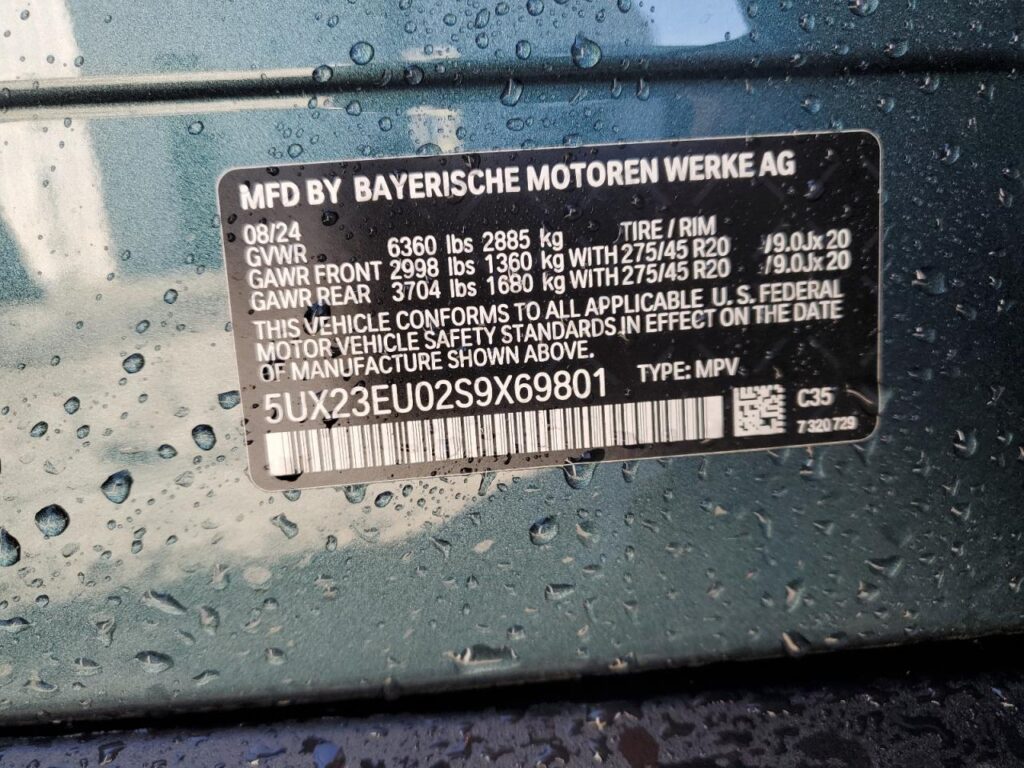 MFD BY BAYERISCHE MOTOREN WERKE AG
08/24 TIRE / RIM
GVWR 6360 lbs 2885 kg
GAWR FRONT 2998 lbs 1360 kg WITH 275/45 R20 /9.0Jx20
GAWR REAR 3704 lbs 1680 kg WITH 275/45 R20 /9.0Jx20
THIS VEHICLE CONFORMS TO ALL APPLICABLE U.S. FEDERAL
MOTOR VEHICLE SAFETY STANDARDS IN EFFECT ON THE DATE
OF MANUFACTURE SHOWN ABOVE.
5UX23EU02S9X69801 TYPE: MPV
C35
7 320 729